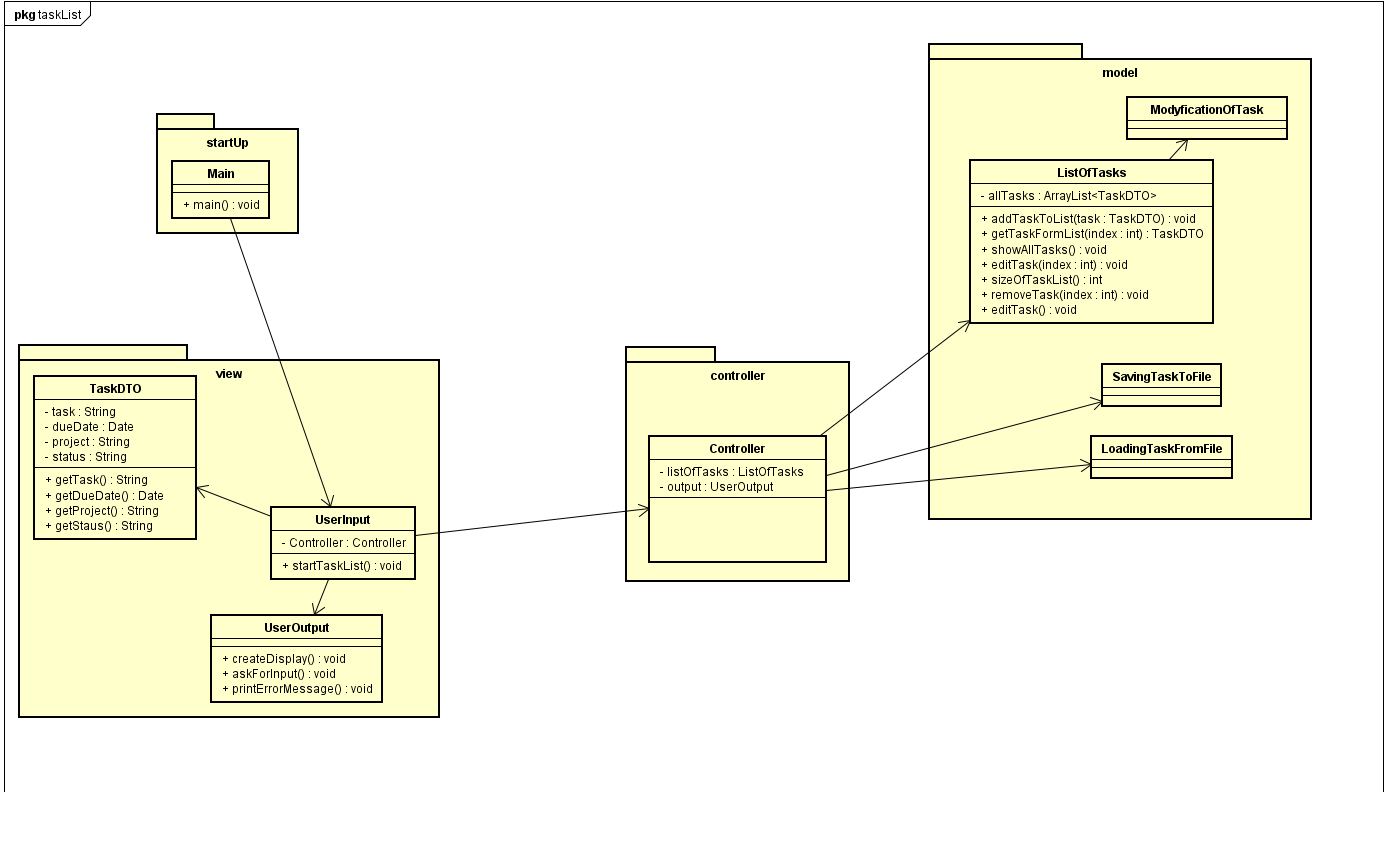 pkg taskList
startUp
Main
+ main() : void
view
TaskDTO
- task : String
- dueDate : Date
- project : String
- status : String
+ getTask() : String
+ getDueDate() : Date
+ getProject() : String
+ getStaus() : String
UserInput
- Controller : Controller
+ startTaskList() : void
UserOutput
+ createDisplay() : void
+ askForInput() : void
+ printErrorMessage() : void
controller
Controller
- listOfTasks : ListOfTasks
- output : UserOutput
model
ModyficationOfTask
ListOfTasks
- allTasks : ArrayList<TaskDTO>
+ addTaskToList(task : TaskDTO) : void
+ getTaskFormList(index : int) : TaskDTO
+ showAllTasks() : void
+ editTask(index : int) : void
+ sizeOfTaskList() : int
+ removeTask(index : int) : void
+ editTask() : void
SavingTaskToFile
LoadingTaskFromFile